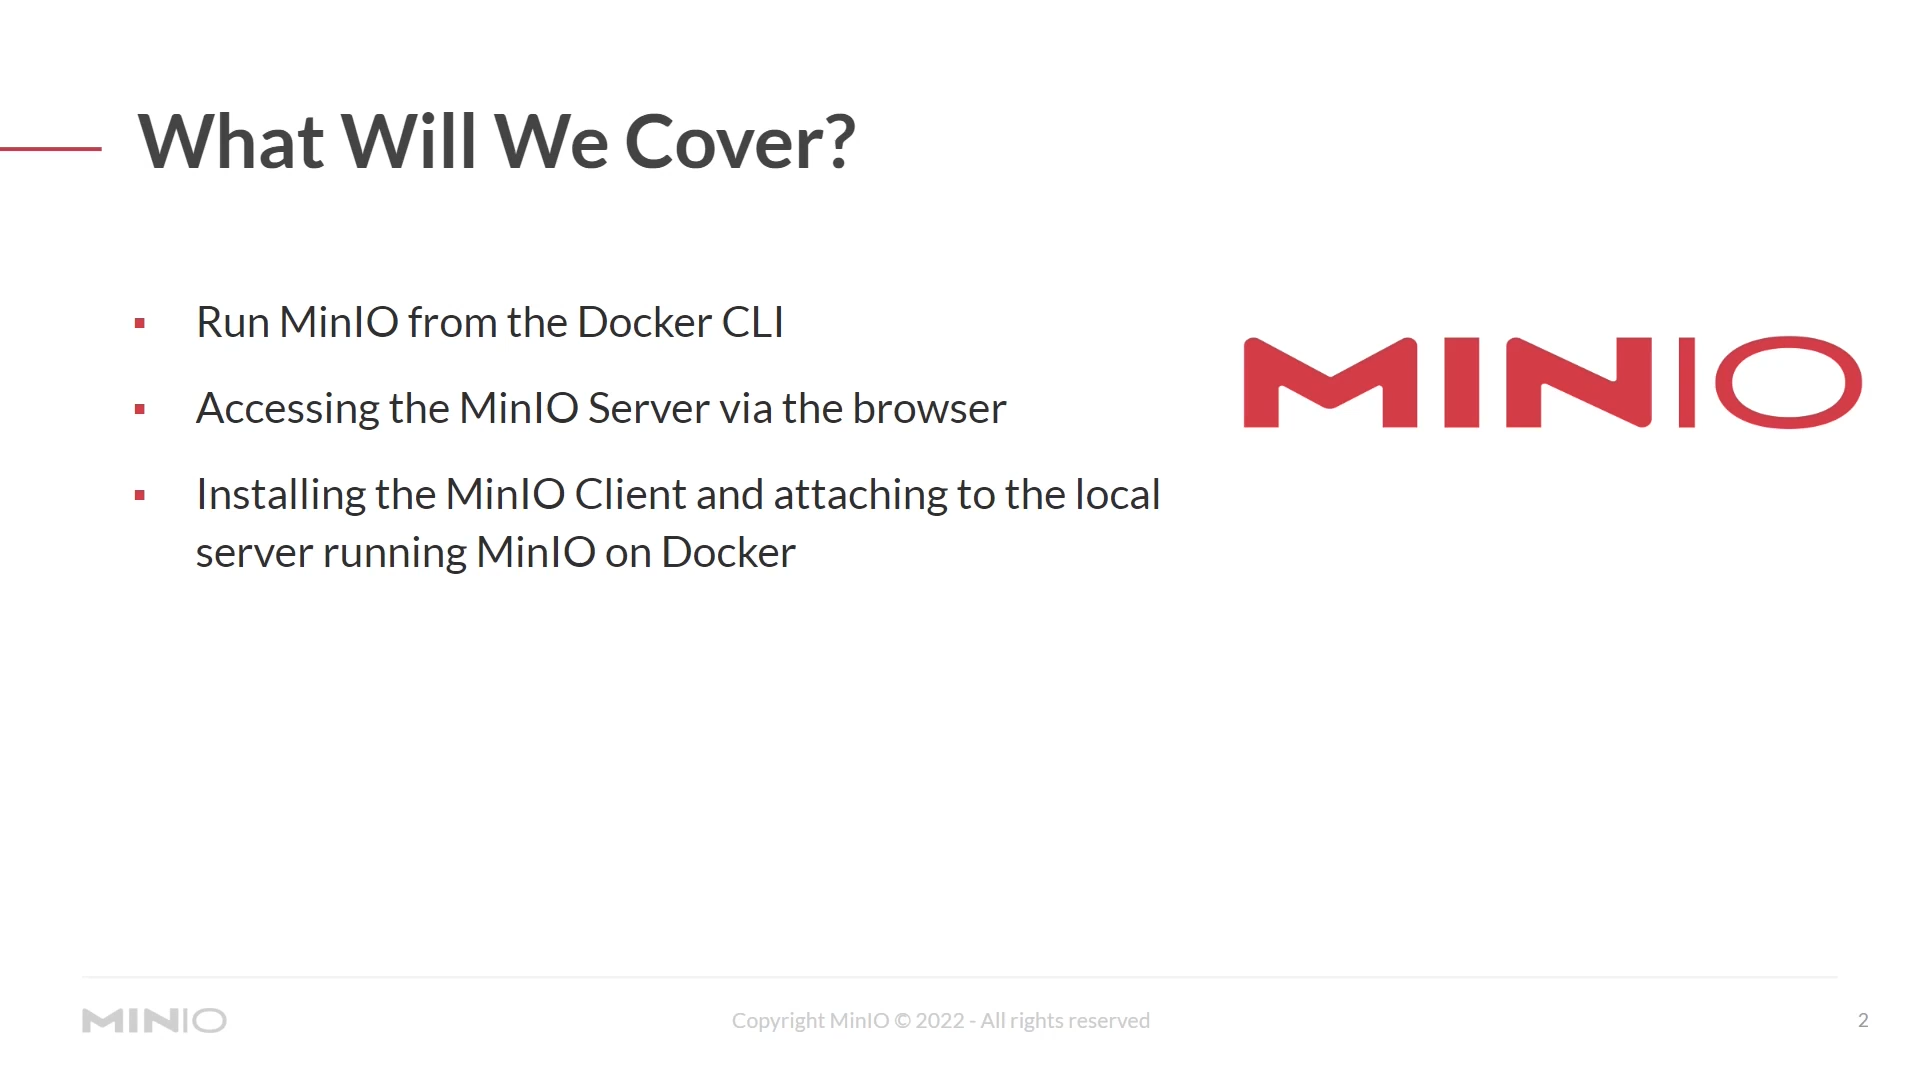 What Will We Cover?
▪ Run MinIO from the Docker CLI
▪ Accessing the MinIO Server via the browser
▪ Installing the MinIO Client and attaching to the local
server running MinIO on Docker
MINIO
MINIO
Copyright MinIO © 2022 - All rights reserved
2